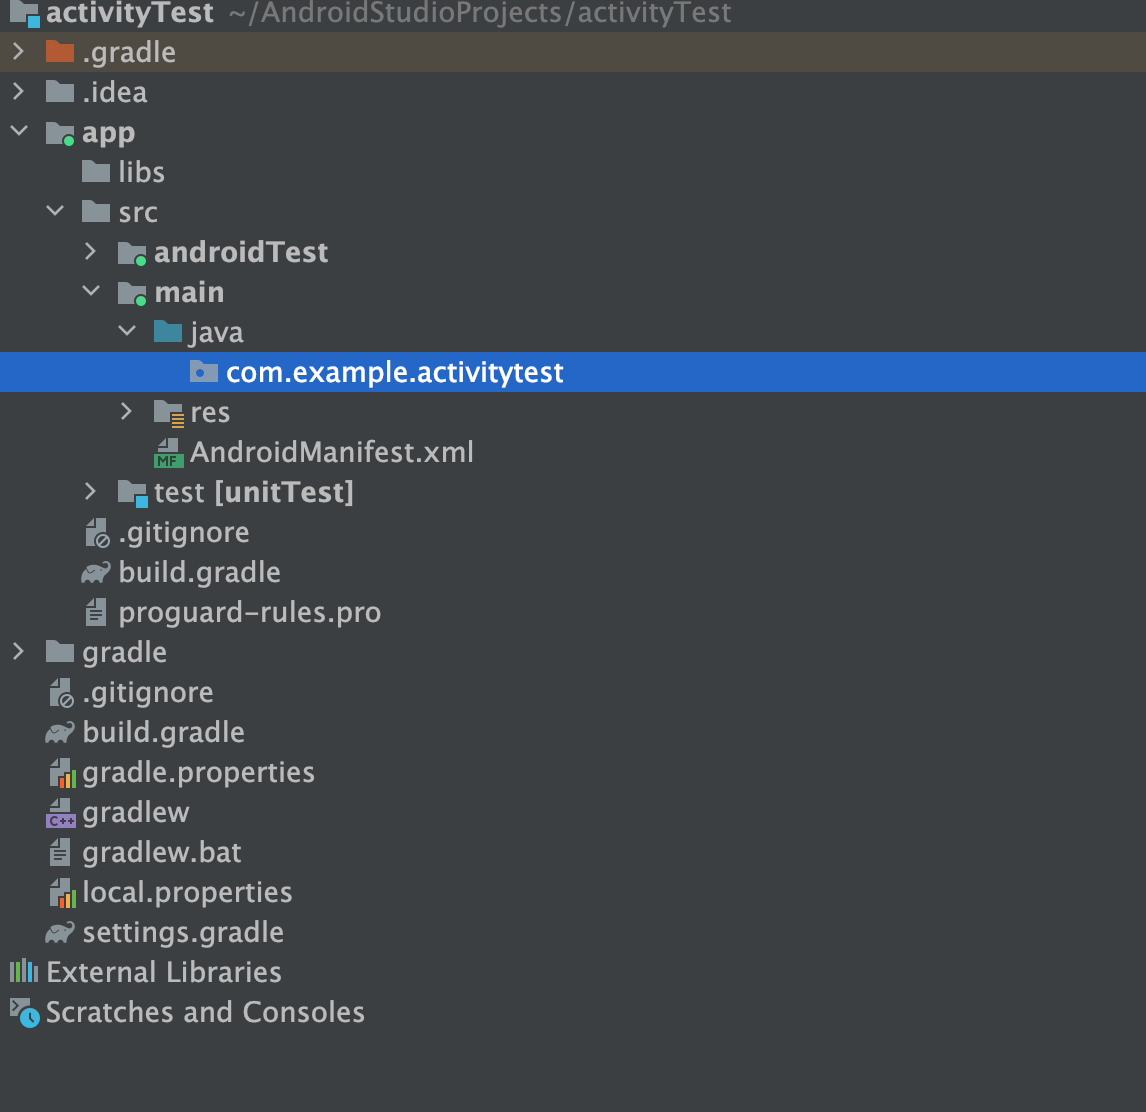 activityTest ~/AndroidStudioProjects/activityTest
.gradle
.idea
app
libs
src
androidTest
main
java
com.example.activitytest
res
MF AndroidManifest.xml
test [unitTest]
.gitignore
build.gradle
proguard-rules.pro
gradle
.gitignore
build.gradle
gradle.properties
C++ gradlew
gradlew.bat
local.properties
settings.gradle
External Libraries
Scratches and Consoles